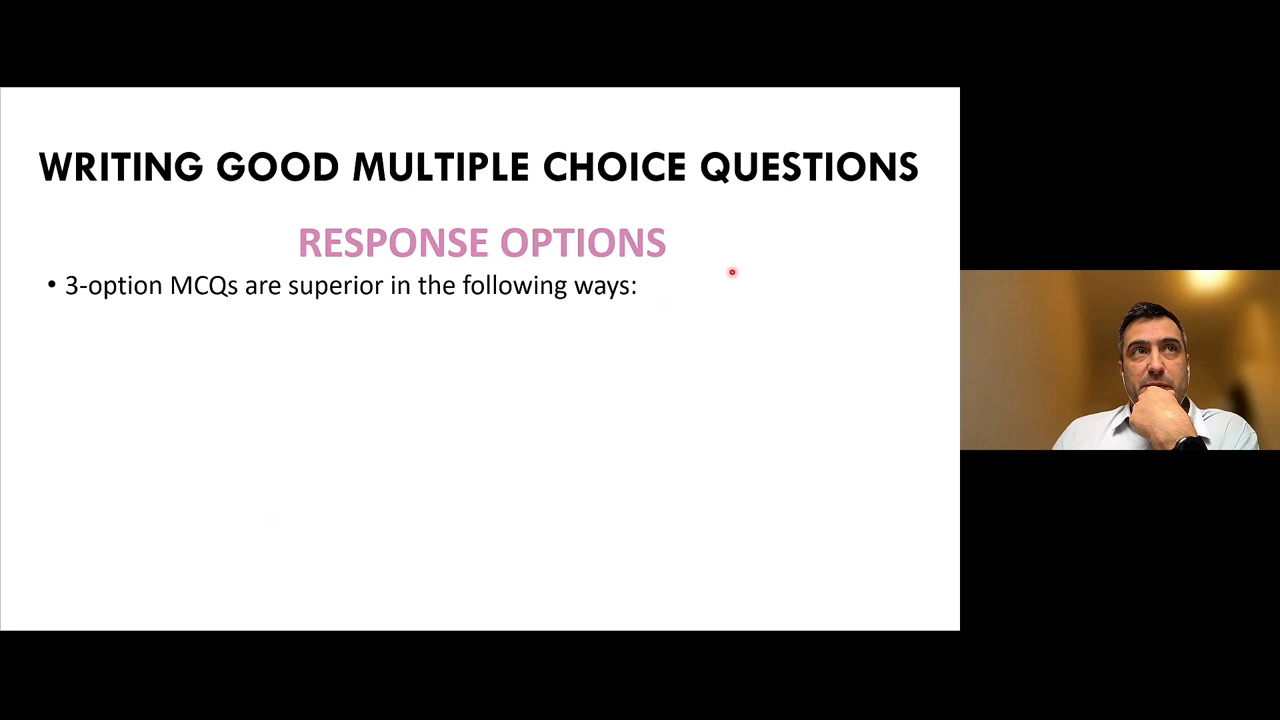 WRITING GOOD MULTIPLE CHOICE QUESTIONS
RESPONSE OPTIONS
• 3-option MCQs are superior in the following ways: